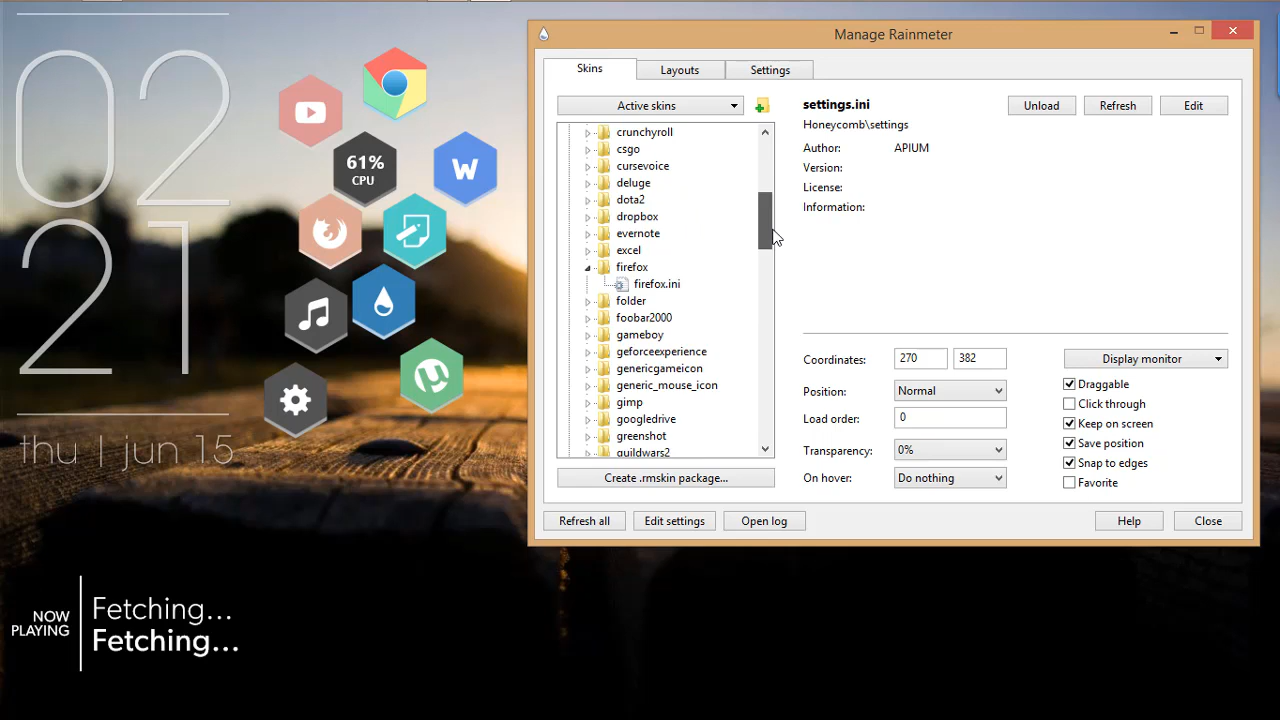 02
21
thu | jun 15
61%
CPU
W
NOW
PLAYING
Fetching...
Fetching...
Manage Rainmeter
Skins
Layouts
Settings
Active skins
crunchyroll
csgo
cursevoice
deluge
dota2
dropbox
evernote
excel
firefox
firefox.ini
folder
foobar2000
gameboy
geforceexperience
genericgameicon
generic_mouse_icon
gimp
googledrive
greenshot
guildwars2
Create .rmskin package...
settings.ini
Unload
Refresh
Edit
Honeycomb\settings
Author: APIUM
Version:
License:
Information:
Coordinates: 270 382
Display monitor
Position: Normal
Load order: 0
Transparency: 0%
On hover: Do nothing
Draggable
Click through
Keep on screen
Save position
Snap to edges
Favorite
Refresh all
Edit settings
Open log
Help
Close